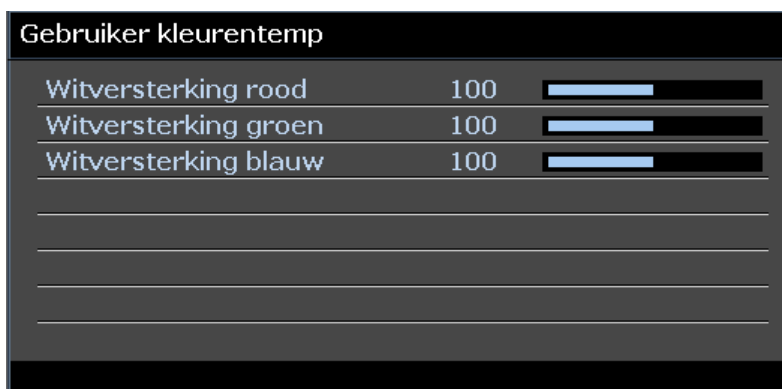 Gebruiker kleurentemp
Witversterking rood 100
Witversterking groen 100
Witversterking blauw 100